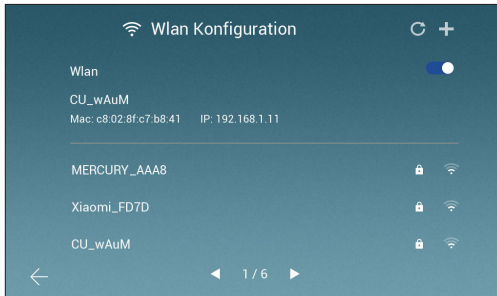 Wlan Konfiguration
Wlan
CU_wAuM
Mac: c8:02:8f:c7:b8:41 IP: 192.168.1.11
MERCURY_AAA8
Xiaomi_FD7D
CU_wAuM
1 / 6